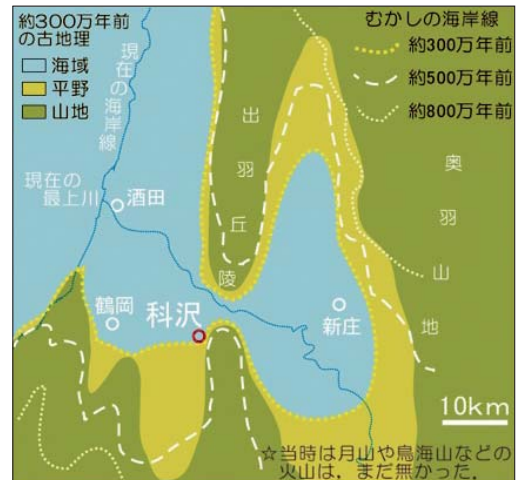 約300万年前
の古地理
海域
平野
山地
むかしの海岸線
約300万年前
約500万年前
約800万年前
現在の海岸線
出羽丘陵
奥羽山地
現在の
最上川
酒田
鶴岡
科沢
新庄
10km
☆当時は月山や鳥海山などの
火山は，まだ無かった．